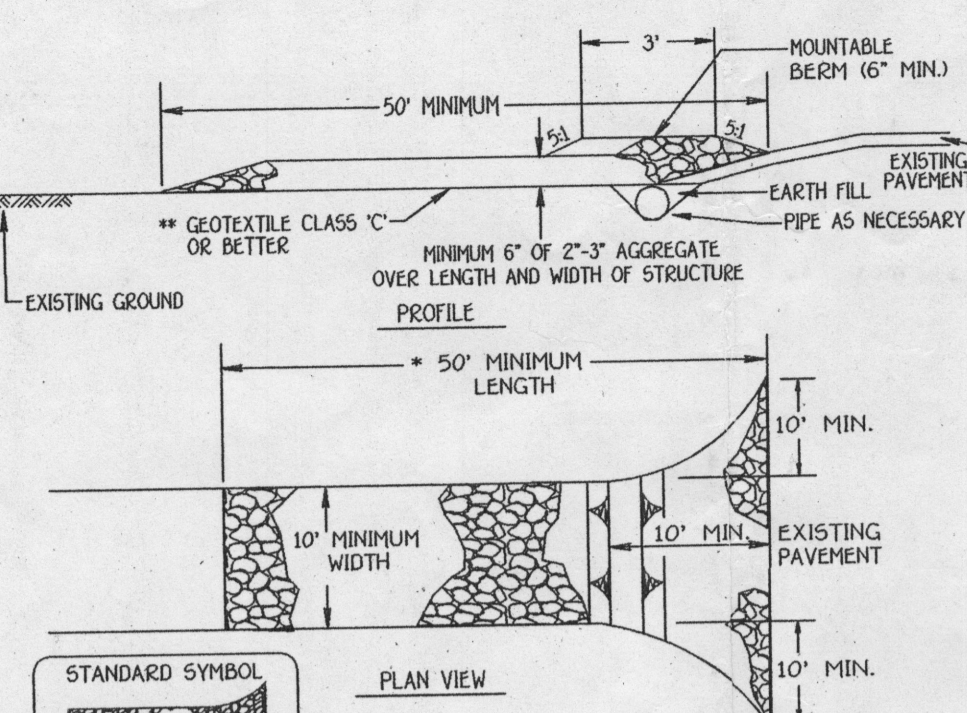 3'
MOUNTABLE
BERM (6" MIN.)
50' MINIMUM
5:1
5:1
EXISTING
PAVEMENT
EARTH FILL
** GEOTEXTILE CLASS 'C'
OR BETTER
PIPE AS NECESSARY
MINIMUM 6" OF 2"-3" AGGREGATE
OVER LENGTH AND WIDTH OF STRUCTURE
EXISTING GROUND
PROFILE
* 50' MINIMUM
LENGTH
10' MIN.
10' MINIMUM
WIDTH
10' MIN.
EXISTING
PAVEMENT
STANDARD SYMBOL
PLAN VIEW
10' MIN.